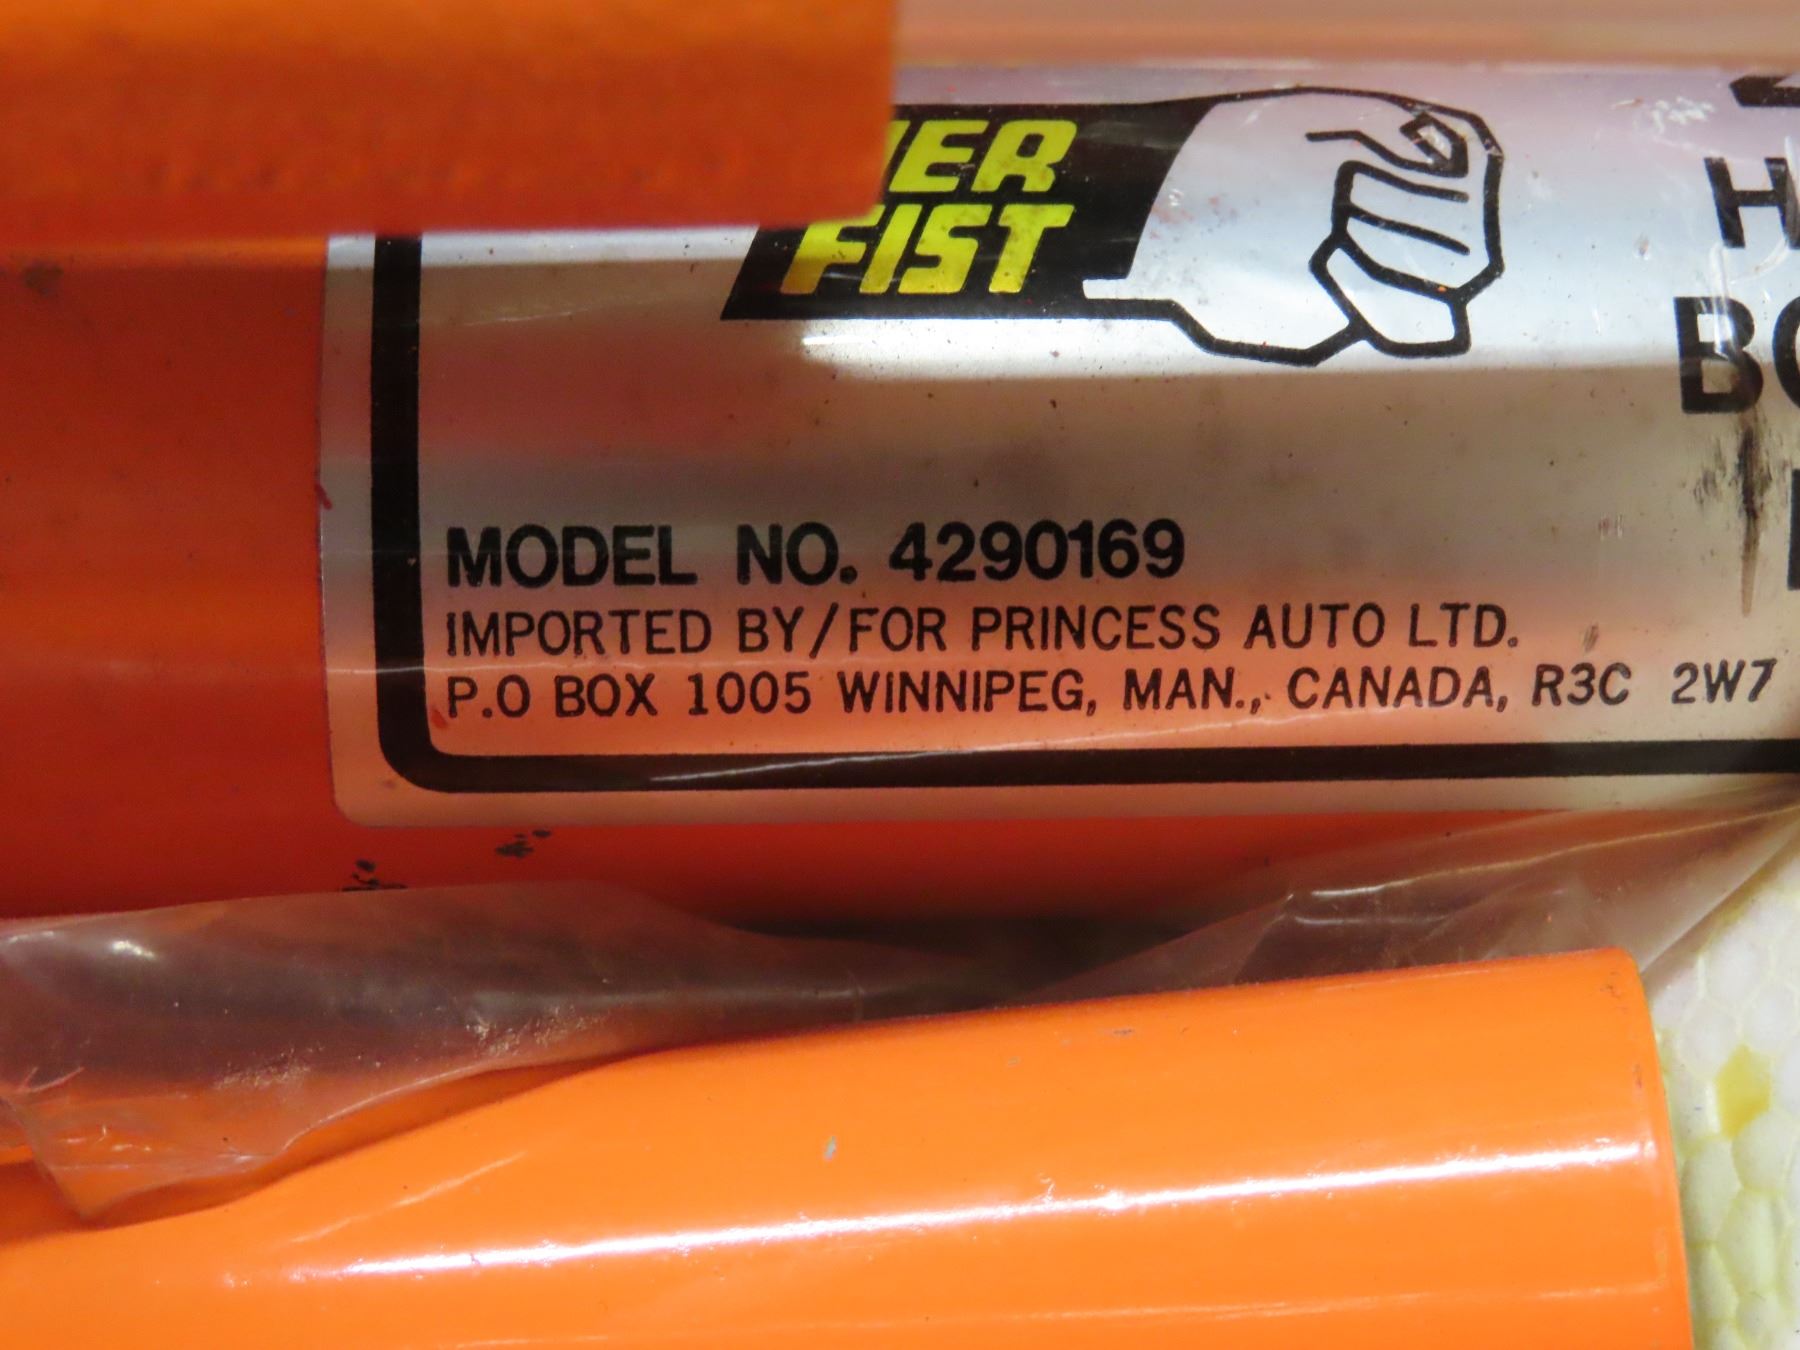 FIST
MODEL NO. 4290169
IMPORTED BY/FOR PRINCESS AUTO LTD.
P.O BOX 1005 WINNIPEG, MAN., CANADA, R3C 2W7